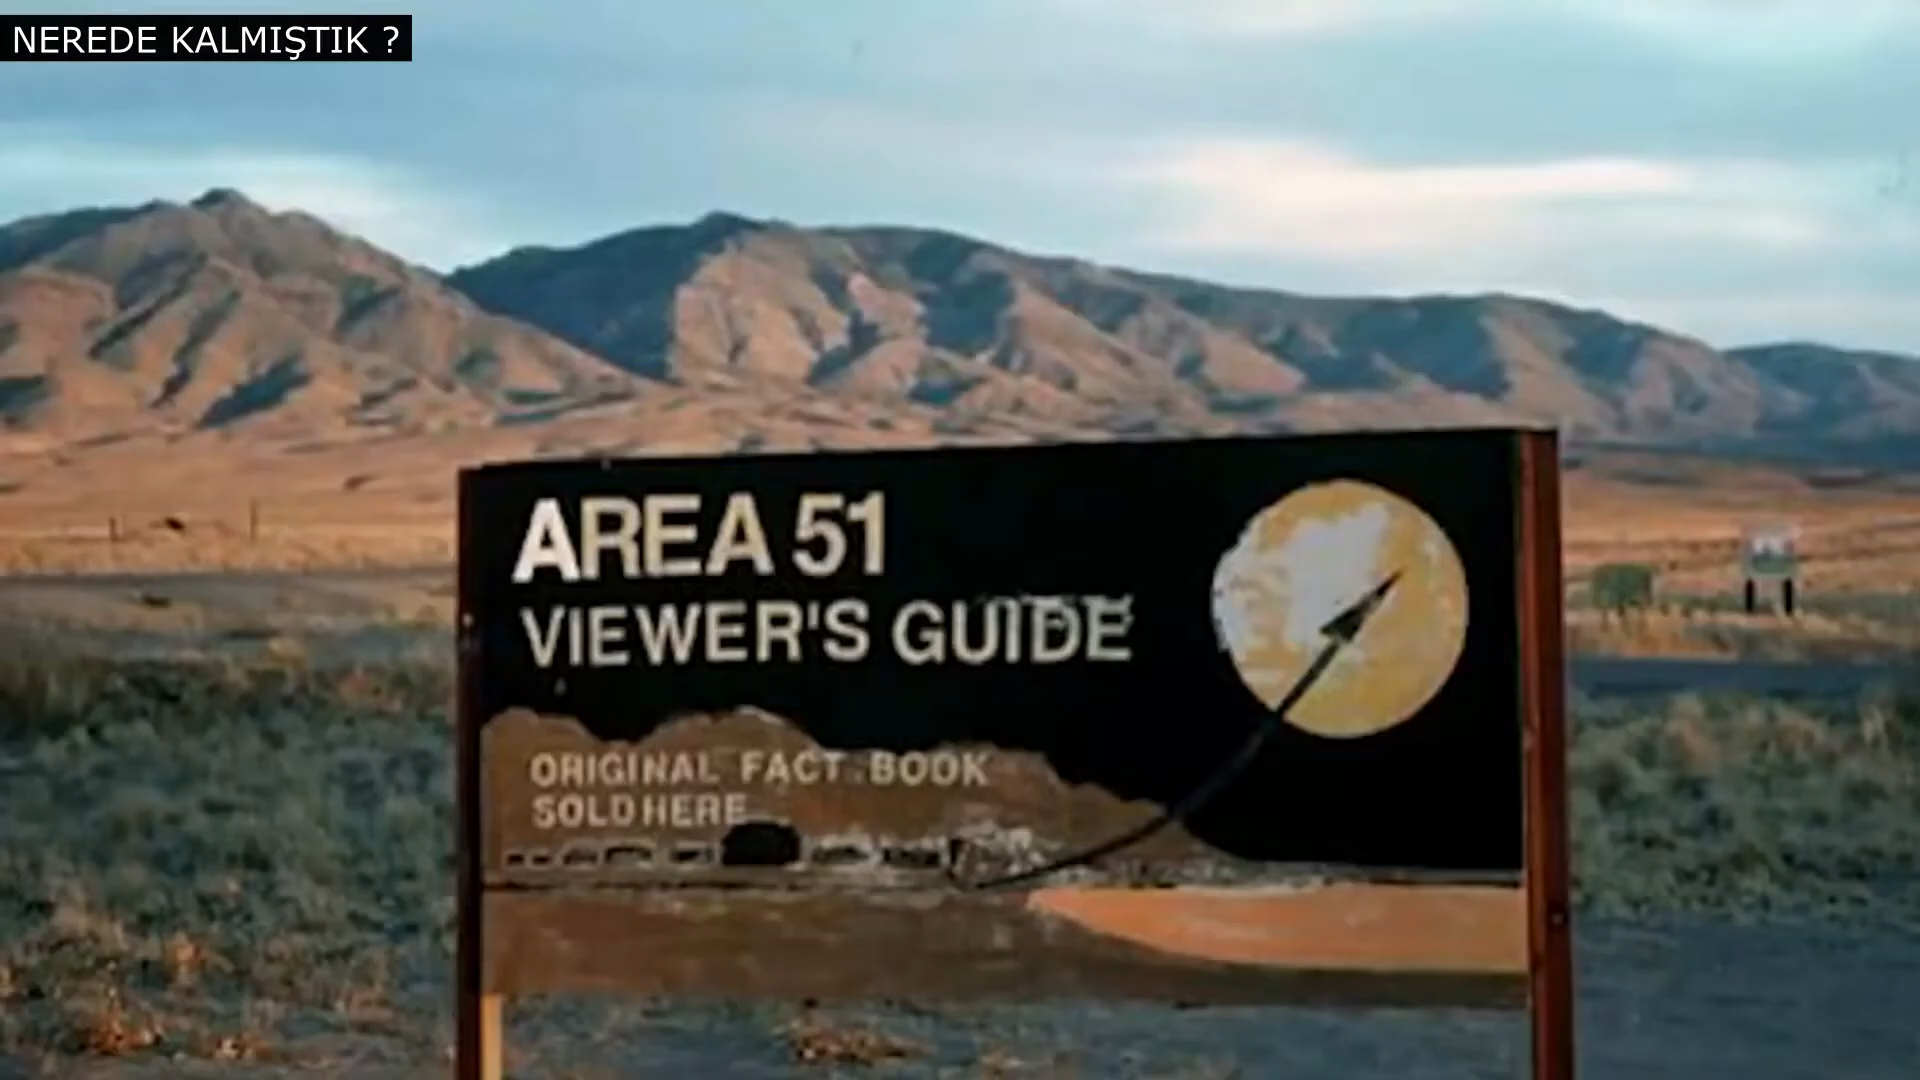 NEREDE KALMIŞTIK ?
AREA 51
VIEWER'S GUIDE
ORIGINAL FACT BOOK
SOLD HERE